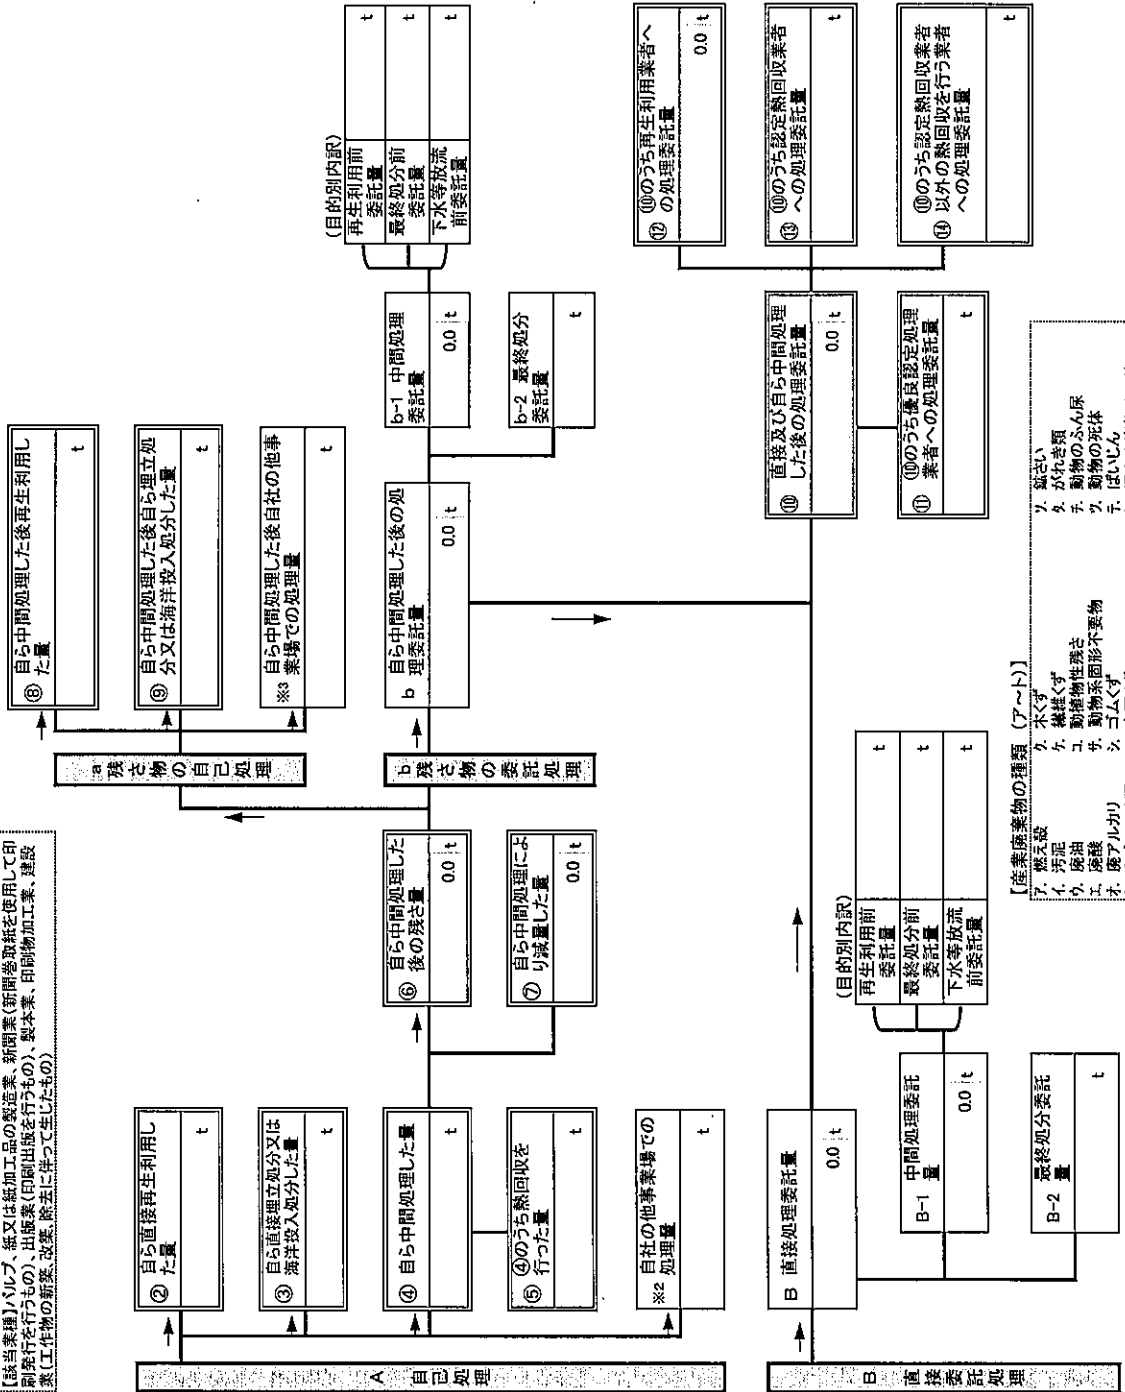 【該当業種】パルプ、紙又は紙加工品の製造業、新聞業(新聞巻取紙を使用して印
刷発行を行うもの)、出版業(印刷出版を行うもの)、製本業、印刷物加工業、建設
業(工作物の新築、改築、除去に伴って生じたもの)
A 自己処理
② 自ら直接再生利用し
た量
t
③ 自ら直接埋立処分又は
海洋投入処分した量
t
④ 自ら中間処理した量
t
⑤ ④のうち熱回収を
行った量
t
※2 自社の他事業場での
処理量
t
⑥ 自ら中間処理した
後の残さ量
0.0 t
⑦ 自ら中間処理によ
り減量した量
0.0 t
a 残さ物の自己処理
⑧ 自ら中間処理した後再生利用し
た量
t
⑨ 自ら中間処理した後自ら埋立処
分又は海洋投入処分した量
t
※3 自ら中間処理した後自社の他事
業場での処理量
t
b 残さ物の委託処理
b 自ら中間処理した後の処
理委託量
0.0 t
b-1 中間処理
委託量
0.0 t
b-2 最終処分
委託量
t
(目的別内訳)
再生利用前
委託量
t
最終処分前
委託量
t
下水等放流
前委託量
t
B 直接委託処理
B 直接処理委託量
0.0 t
B-1 中間処理委託
量
0.0 t
B-2 最終処分委託
量
t
(目的別内訳)
再生利用前
委託量
t
最終処分前
委託量
t
下水等放流
前委託量
t
⑩ 直接及び自ら中間処理
した後の処理委託量
0.0 t
⑪ ⑩のうち優良認定処理
業者への処理委託量
t
⑫ ⑩のうち再生利用業者へ
の処理委託量
0.0 t
⑬ ⑩のうち認定熱回収業者
への処理委託量
t
⑭ ⑩のうち認定熱回収業者
以外の熱回収を行う業者
への処理委託量
t
【産業廃棄物の種類 (ア～ト)】
ア. 燃え殻 ク. 木くず ソ. 鉱さい
イ. 汚泥 ケ. 繊維くず タ. がれき類
ウ. 廃油 コ. 動植物性残さ チ. 動物のふん尿
エ. 廃酸 サ. 動物系固形不要物 ツ. 動物の死体
オ. 廃アルカリ シ. ゴムくず テ. ばいじん